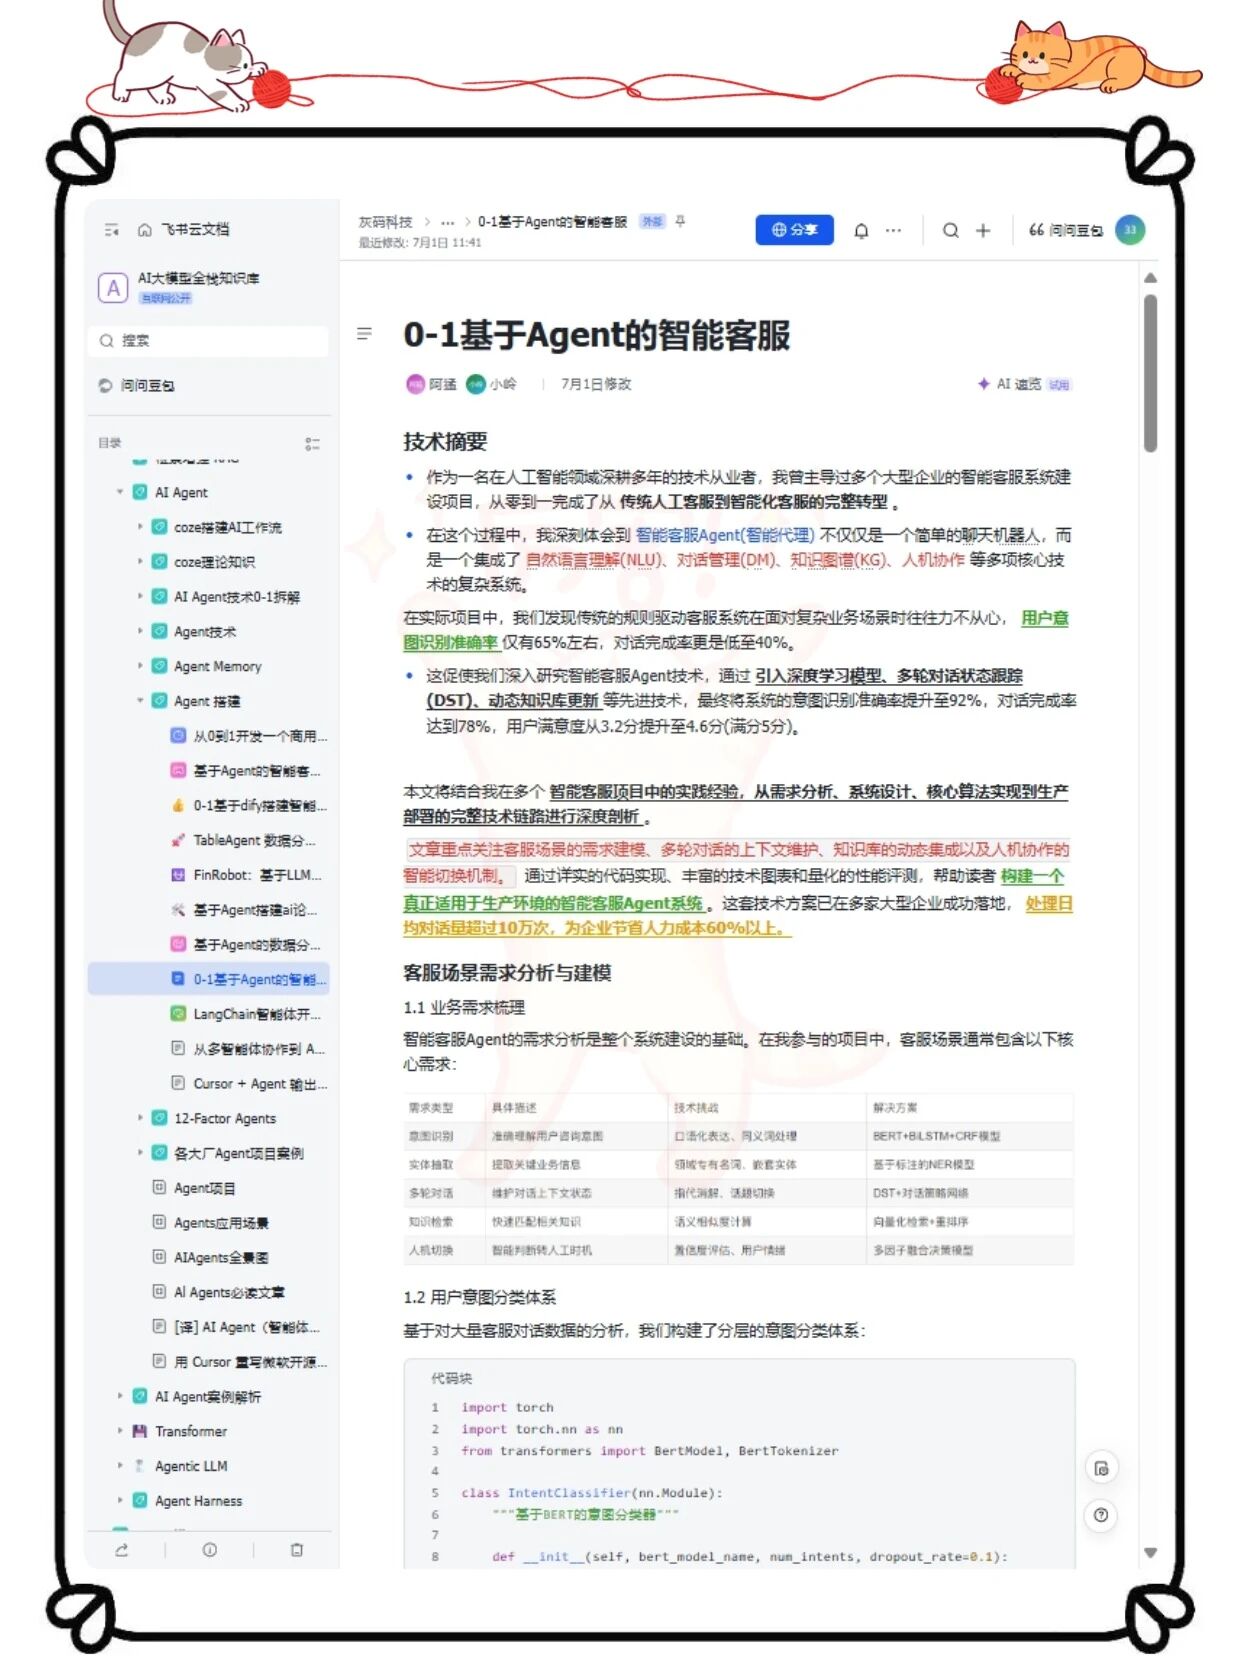 飞书云文档
AI大模型全栈知识库
互联网公开
搜索
问问豆包
目录
AI Agent
coze搭建AI工作流
coze理论知识
AI Agent技术0-1拆解
Agent技术
Agent Memory
Agent 搭建
从0到1开发一个商用...
基于Agent的智能客...
0-1基于dify搭建智能...
TableAgent 数据分...
FinRobot：基于LLM...
基于Agent搭建ai论...
基于Agent的数据分...
0-1基于Agent的智能...
LangChain智能体开...
从多智能体协作到 A...
Cursor + Agent 输出...
12-Factor Agents
各大厂Agent项目案例
Agent项目
Agents应用场景
AIAgents全景图
AI Agents必读文章
[译] AI Agent（智能体...
用 Cursor 重写微软开源...
AI Agent案例解析
Transformer
Agentic LLM
Agent Harness
灰码科技 > ... > 0-1基于Agent的智能客服 外部
最近修改: 7月1日 11:41
分享
问问豆包
33
0-1基于Agent的智能客服
阿猛 小岭 | 7月1日修改
AI 速览 试用
技术摘要
• 作为一名在人工智能领域深耕多年的技术从业者，我曾主导过多个大型企业的智能客服系统建
设项目，从零到一完成了从 传统人工客服到智能化客服的完整转型 。
• 在这个过程中，我深刻体会到 智能客服Agent(智能代理) 不仅仅是一个简单的聊天机器人，而
是一个集成了 自然语言理解(NLU)、对话管理(DM)、知识图谱(KG)、人机协作 等多项核心技
术的复杂系统。
在实际项目中，我们发现传统的规则驱动客服系统在面对复杂业务场景时往往力不从心， 用户意
图识别准确率 仅有65%左右，对话完成率更是低至40%。
• 这促使我们深入研究智能客服Agent技术，通过 引入深度学习模型、多轮对话状态跟踪
(DST)、动态知识库更新 等先进技术，最终将系统的意图识别准确率提升至92%，对话完成率
达到78%，用户满意度从3.2分提升至4.6分(满分5分)。
本文将结合我在多个 智能客服项目中的实践经验，从需求分析、系统设计、核心算法实现到生产
部署的完整技术链路进行深度剖析 。
文章重点关注客服场景的需求建模、多轮对话的上下文维护、知识库的动态集成以及人机协作的
智能切换机制。 通过详实的代码实现、丰富的技术图表和量化的性能评测，帮助读者 构建一个
真正适用于生产环境的智能客服Agent系统 。这套技术方案已在多家大型企业成功落地， 处理日
均对话量超过10万次，为企业节省人力成本60%以上。
客服场景需求分析与建模
1.1 业务需求梳理
智能客服Agent的需求分析是整个系统建设的基础。在我参与的项目中，客服场景通常包含以下核
心需求：
需求类型 具体描述 技术挑战 解决方案
意图识别 准确理解用户咨询意图 口语化表达、同义词处理 BERT+BiLSTM+CRF模型
实体抽取 提取关键业务信息 领域专有名词、嵌套实体 基于标注的NER模型
多轮对话 维护对话上下文状态 指代消解、话题切换 DST+对话策略网络
知识检索 快速匹配相关知识 语义相似度计算 向量化检索+重排序
人机切换 智能判断转人工时机 置信度评估、用户情绪 多因子融合决策模型
1.2 用户意图分类体系
基于对大量客服对话数据的分析，我们构建了分层的意图分类体系：
代码块
1 import torch
2 import torch.nn as nn
3 from transformers import BertModel, BertTokenizer
4
5 class IntentClassifier(nn.Module):
6 """基于BERT的意图分类器"""
7
8 def __init__(self, bert_model_name, num_intents, dropout_rate=0.1):